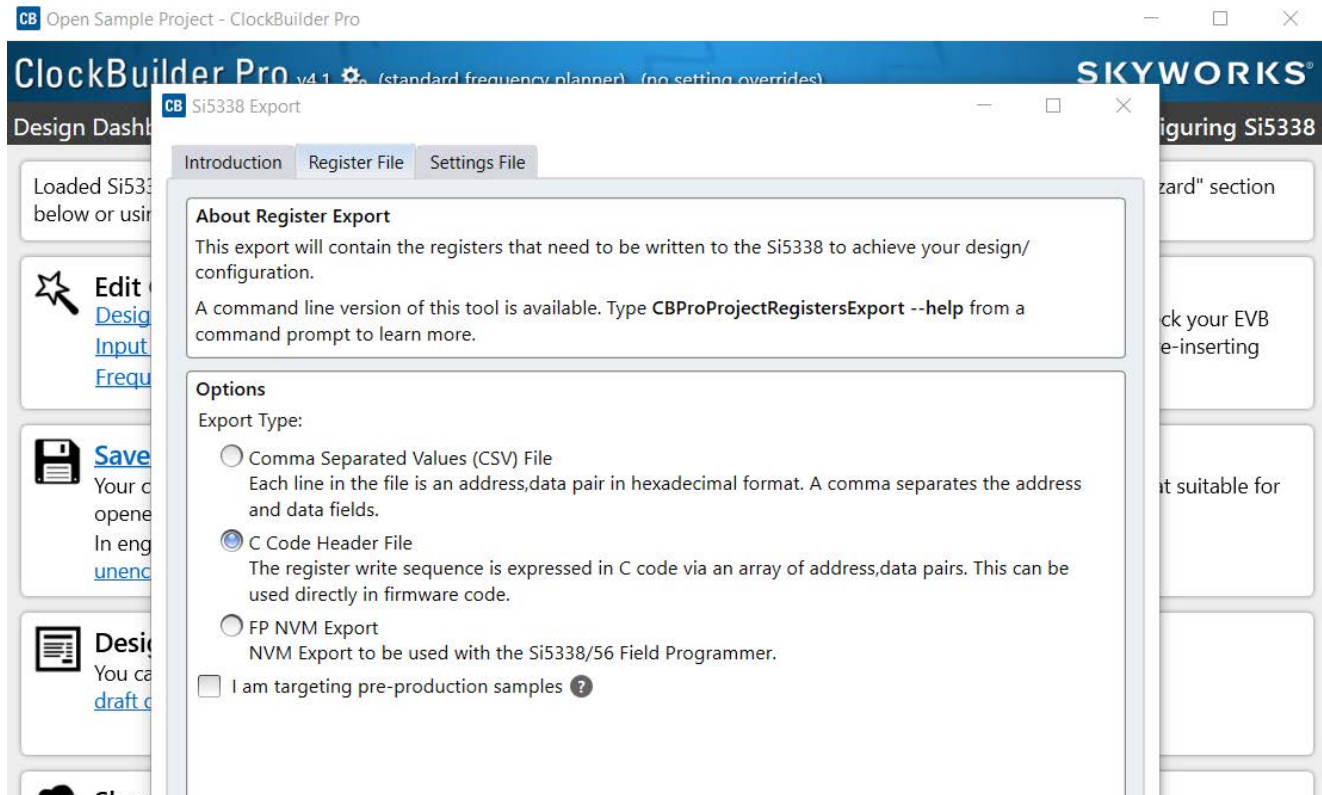 CB Open Sample Project - ClockBuilder Pro
ClockBuilder Pro v4.1 (standard frequency planner) (no setting overrides)
SKYWORKS
CB Si5338 Export
Design Dash
iguring Si5338
Introduction Register File Settings File
Loaded Si533
zard" section
below or usin
About Register Export
This export will contain the registers that need to be written to the Si5338 to achieve your design/
configuration.
A command line version of this tool is available. Type CBProProjectRegistersExport --help from a
command prompt to learn more.
Edit
Desig
Input
Frequ
ck your EVB
e-inserting
Options
Export Type:
Comma Separated Values (CSV) File
Each line in the file is an address,data pair in hexadecimal format. A comma separates the address
and data fields.
C Code Header File
The register write sequence is expressed in C code via an array of address,data pairs. This can be
used directly in firmware code.
FP NVM Export
NVM Export to be used with the Si5338/56 Field Programmer.
I am targeting pre-production samples ?
Save
Your c
opene
In eng
unenc
at suitable for
Desig
You ca
draft d